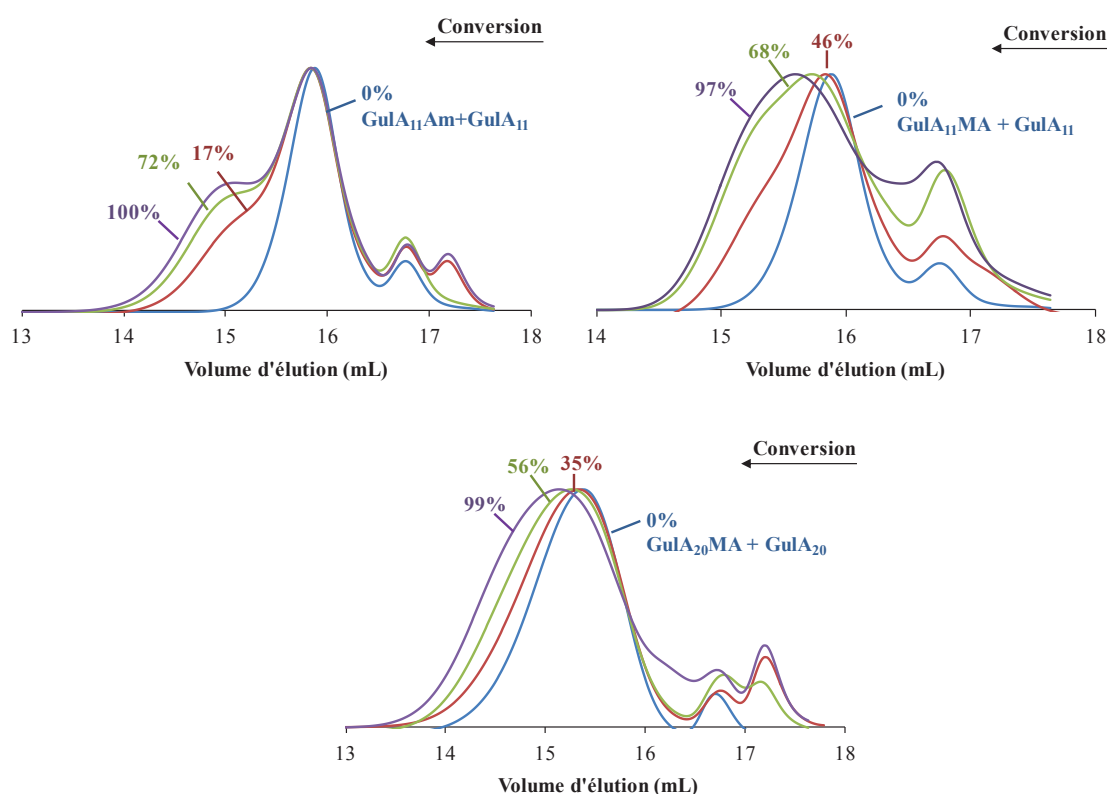 Conversion
0%
GulA₁₁Am+GulA₁₁
17%
72%
100%
13 14 15 16 17 18
Volume d'élution (mL)
Conversion
46%
68%
97%
0%
GulA₁₁MA + GulA₁₁
14 15 16 17 18
Volume d'élution (mL)
Conversion
56% 35%
99%
0%
GulA₂₀MA + GulA₂₀
13 14 15 16 17 18
Volume d'élution (mL)